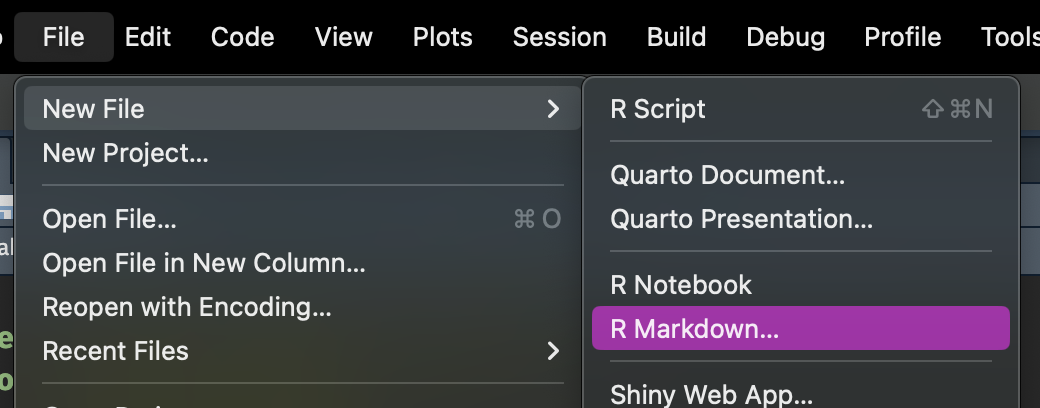 File Edit Code View Plots Session Build Debug Profile Tools
New File
New Project...
Open File... ⌘ O
Open File in New Column...
Reopen with Encoding...
Recent Files
R Script ⇧⌘N
Quarto Document...
Quarto Presentation...
R Notebook
R Markdown...
Shiny Web App...